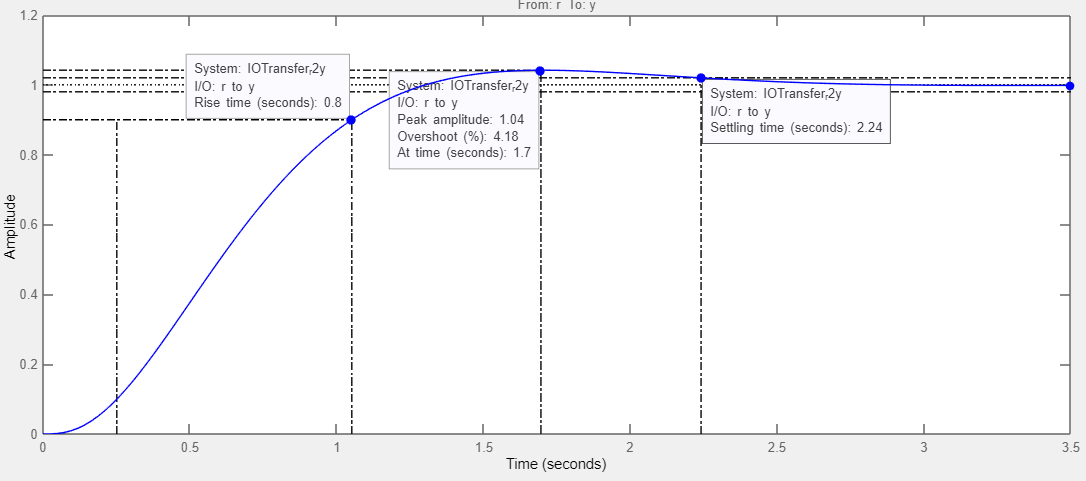 From: r To: y
1.2
1
0.8
0.6
0.4
0.2
0
Amplitude
System: IOTransferᵣ2y
I/O: r to y
Rise time (seconds): 0.8
System: IOTransferᵣ2y
I/O: r to y
Peak amplitude: 1.04
Overshoot (%): 4.18
At time (seconds): 1.7
System: IOTransferᵣ2y
I/O: r to y
Settling time (seconds): 2.24
0 0.5 1 1.5 2 2.5 3 3.5
Time (seconds)